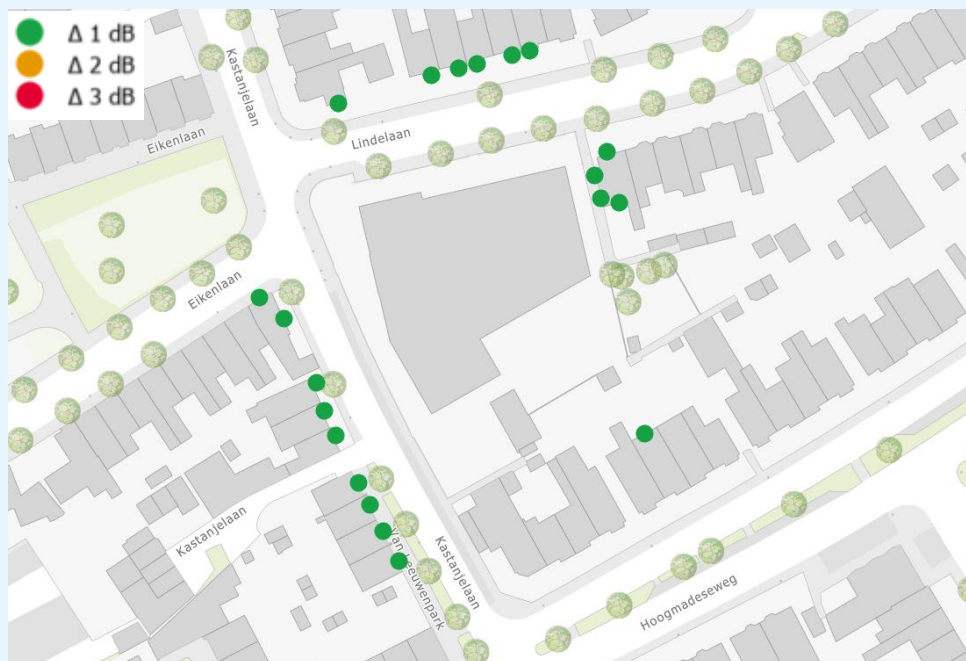 Δ 1 dB
Δ 2 dB
Δ 3 dB
Kastanjelaan
Eikenlaan
Lindelaan
Eikenlaan
Kastanjelaan
Van Leeuwenpark
Kastanjelaan
Hoogmadeseweg